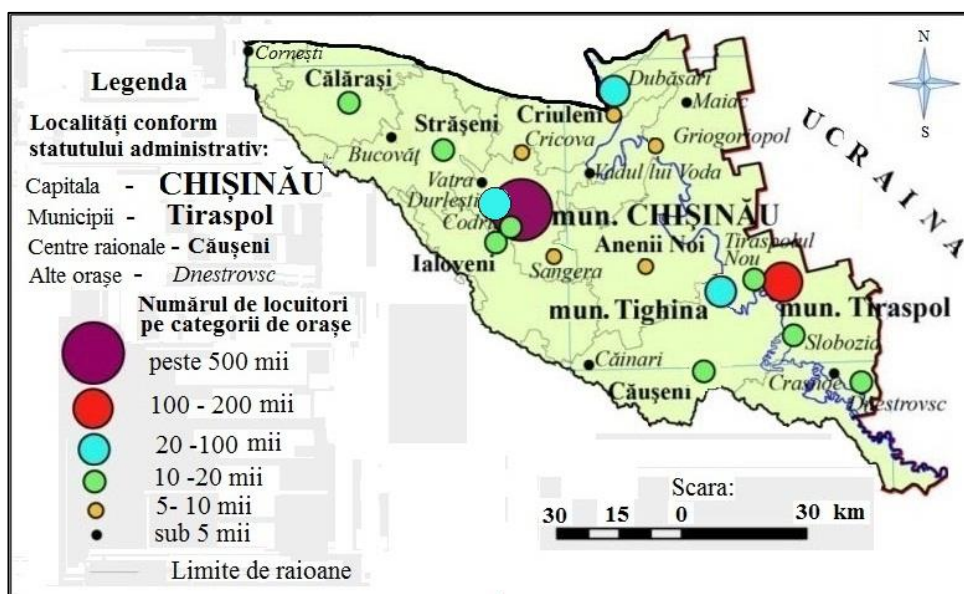 Legenda
Localități conform
statutului administrativ:
Capitala - CHIȘINĂU
Municipii - Tiraspol
Centre raionale - Căușeni
Alte orașe - Dnestrovsc
Numărul de locuitori
pe categorii de orașe
peste 500 mii
100 - 200 mii
20 -100
mii
10 -20 mii
5- 10 mii
sub 5 mii
Limite de raioane
Cornești
Călărași
Bucovăț
Strășeni
Criuleni
Cricova
Dubăsari
Maiac
Griogoriopol
Vadul lui Voda
Vatra
Durlești
Codru
mun. CHIȘINĂU
Ialoveni
Sangera
Anenii Noi
Tiraspolul
Nou
mun. Tighina
mun. Tiraspol
Slobozia
Căinari
Căușeni
Crasnoe
Dnestrovsc
UCRAINA
N
S
Scara:
30 15 0 30 km